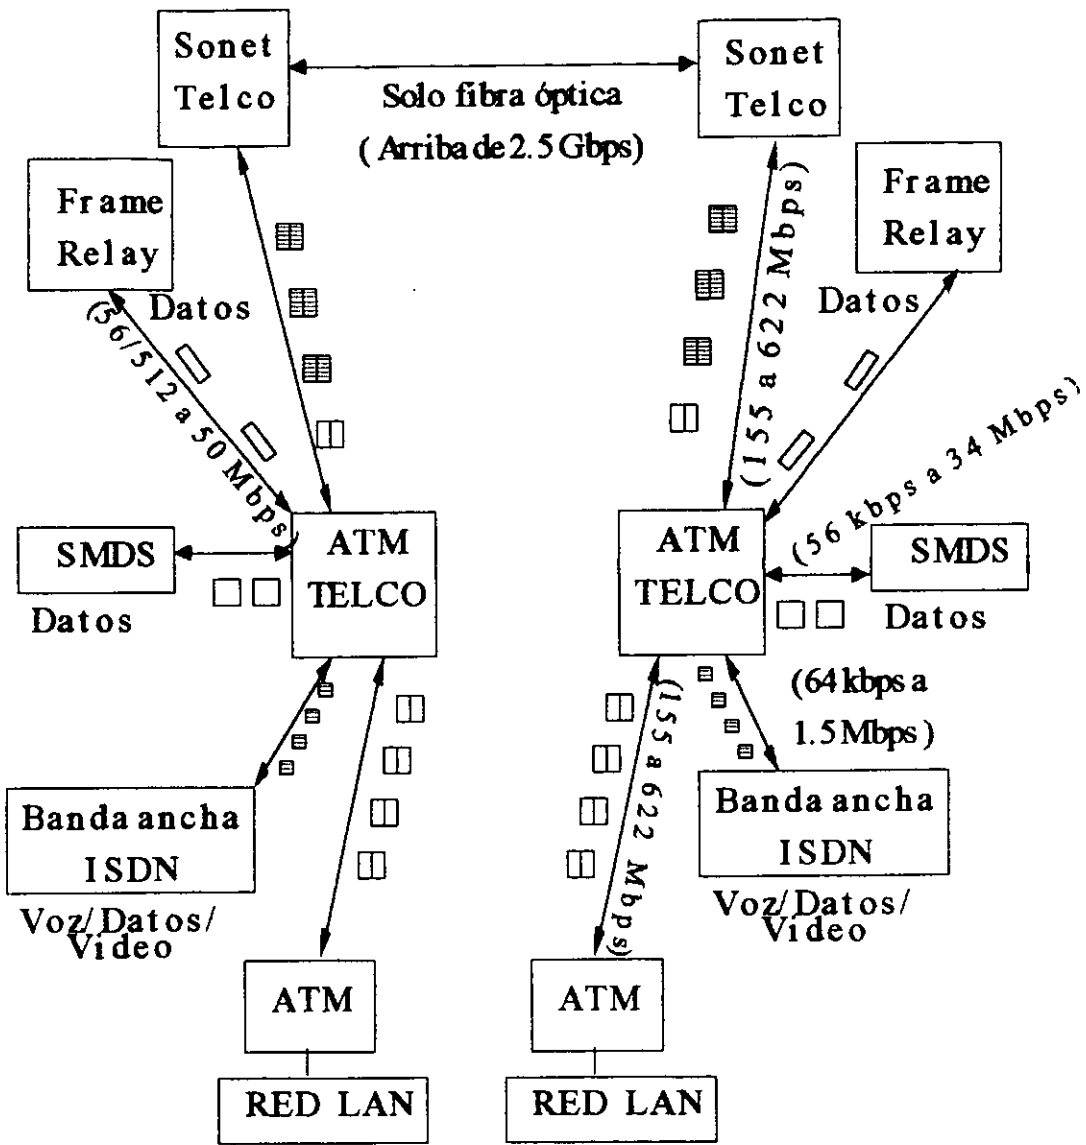 Sonet
Telco
Solo fibra óptica
(Arriba de 2.5 Gbps)
Sonet
Telco
Frame
Relay
Datos
(56/512 a 50 Mbps)
(155 a 622 Mbps)
Frame
Relay
Datos
(56 kbps a 34 Mbps)
SMDS
Datos
ATM
TELCO
ATM
TELCO
SMDS
Datos
(64 kbps a
1.5 Mbps)
(155 a 622 Mbps)
Banda ancha
ISDN
Voz/Datos/
Video
Banda ancha
ISDN
Voz/Datos/
Video
ATM
RED LAN
ATM
RED LAN